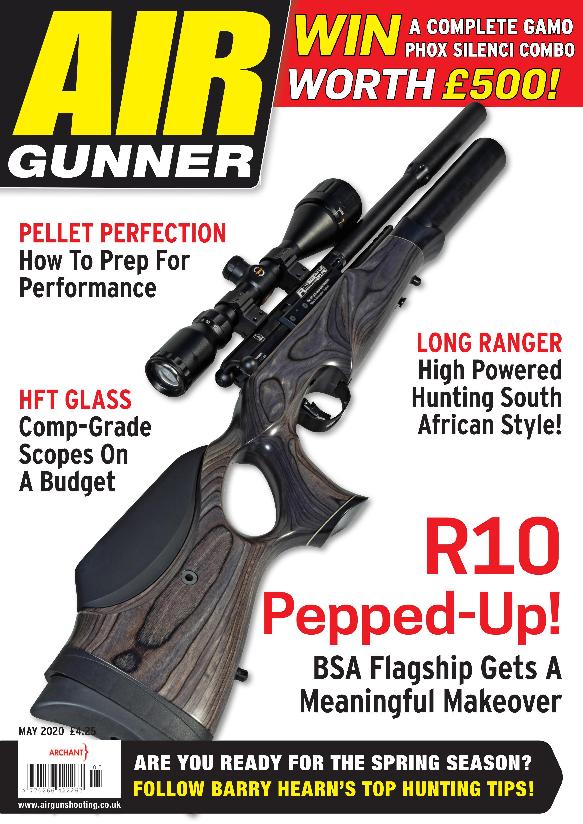 AIR
GUNNER
WIN A COMPLETE GAMO
PHOX SILENCI COMBO
WORTH £500!
PELLET PERFECTION
How To Prep For
Performance
LONG RANGER
High Powered
Hunting South
African Style!
HFT GLASS
Comp-Grade
Scopes On
A Budget
R10
Pepped-Up!
BSA Flagship Gets A
Meaningful Makeover
MAY 2020 £4.25
ARCHANT
www.airgunshooting.co.uk
ARE YOU READY FOR THE SPRING SEASON?
FOLLOW BARRY HEARN'S TOP HUNTING TIPS!